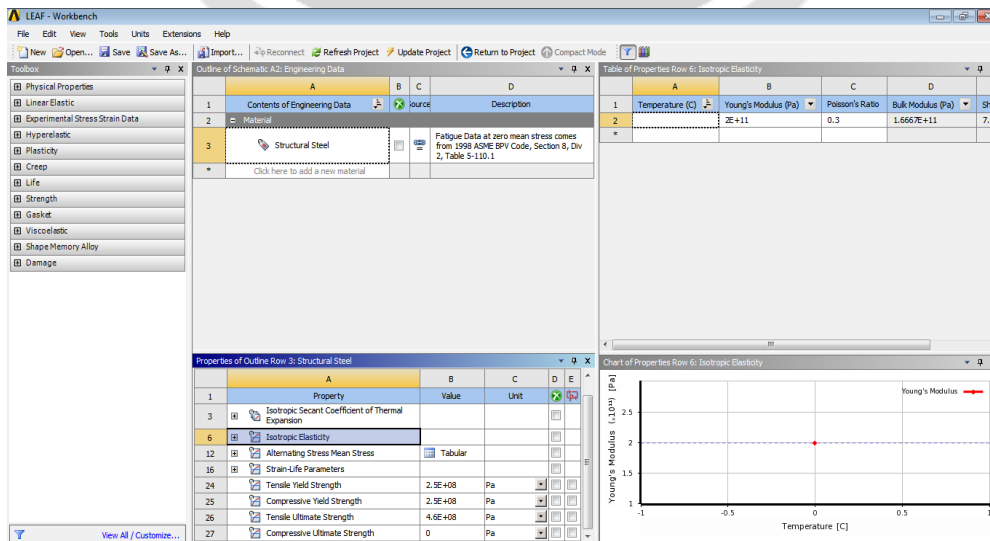 LEAF - Workbench
File Edit View Tools Units Extensions Help
New Open... Save Save As... Import... Reconnect Refresh Project Update Project Return to Project Compact Mode
Toolbox
Physical Properties
Linear Elastic
Experimental Stress Strain Data
Hyperelastic
Plasticity
Creep
Life
Strength
Gasket
Viscoelastic
Shape Memory Alloy
Damage
View All / Customize...
Outline of Schematic A2: Engineering Data
A B C D
1 Contents of Engineering Data Source Description
2 Material
3 Structural Steel Fatigue Data at zero mean stress comes
from 1998 ASME BPV Code, Section 8, Div
2, Table 5-110.1
* Click here to add a new material
Table of Properties Row 6: Isotropic Elasticity
A B C D
1 Temperature (C) Young's Modulus (Pa) Poisson's Ratio Bulk Modulus (Pa) Sh
2 2E+11 0.3 1.6667E+11 7.
*
Properties of Outline Row 3: Structural Steel
A B C D E
1 Property Value Unit
3 Isotropic Secant Coefficient of Thermal
Expansion
6 Isotropic Elasticity
12 Alternating Stress Mean Stress Tabular
16 Strain-Life Parameters
24 Tensile Yield Strength 2.5E+08 Pa
25 Compressive Yield Strength 2.5E+08 Pa
26 Tensile Ultimate Strength 4.6E+08 Pa
27 Compressive Ultimate Strength 0 Pa
Chart of Properties Row 6: Isotropic Elasticity
Young's Modulus
Young's Modulus (.10¹¹) [Pa]
2.5
2
1.5
1
-1 -0.5 0 0.5 1
Temperature [C]